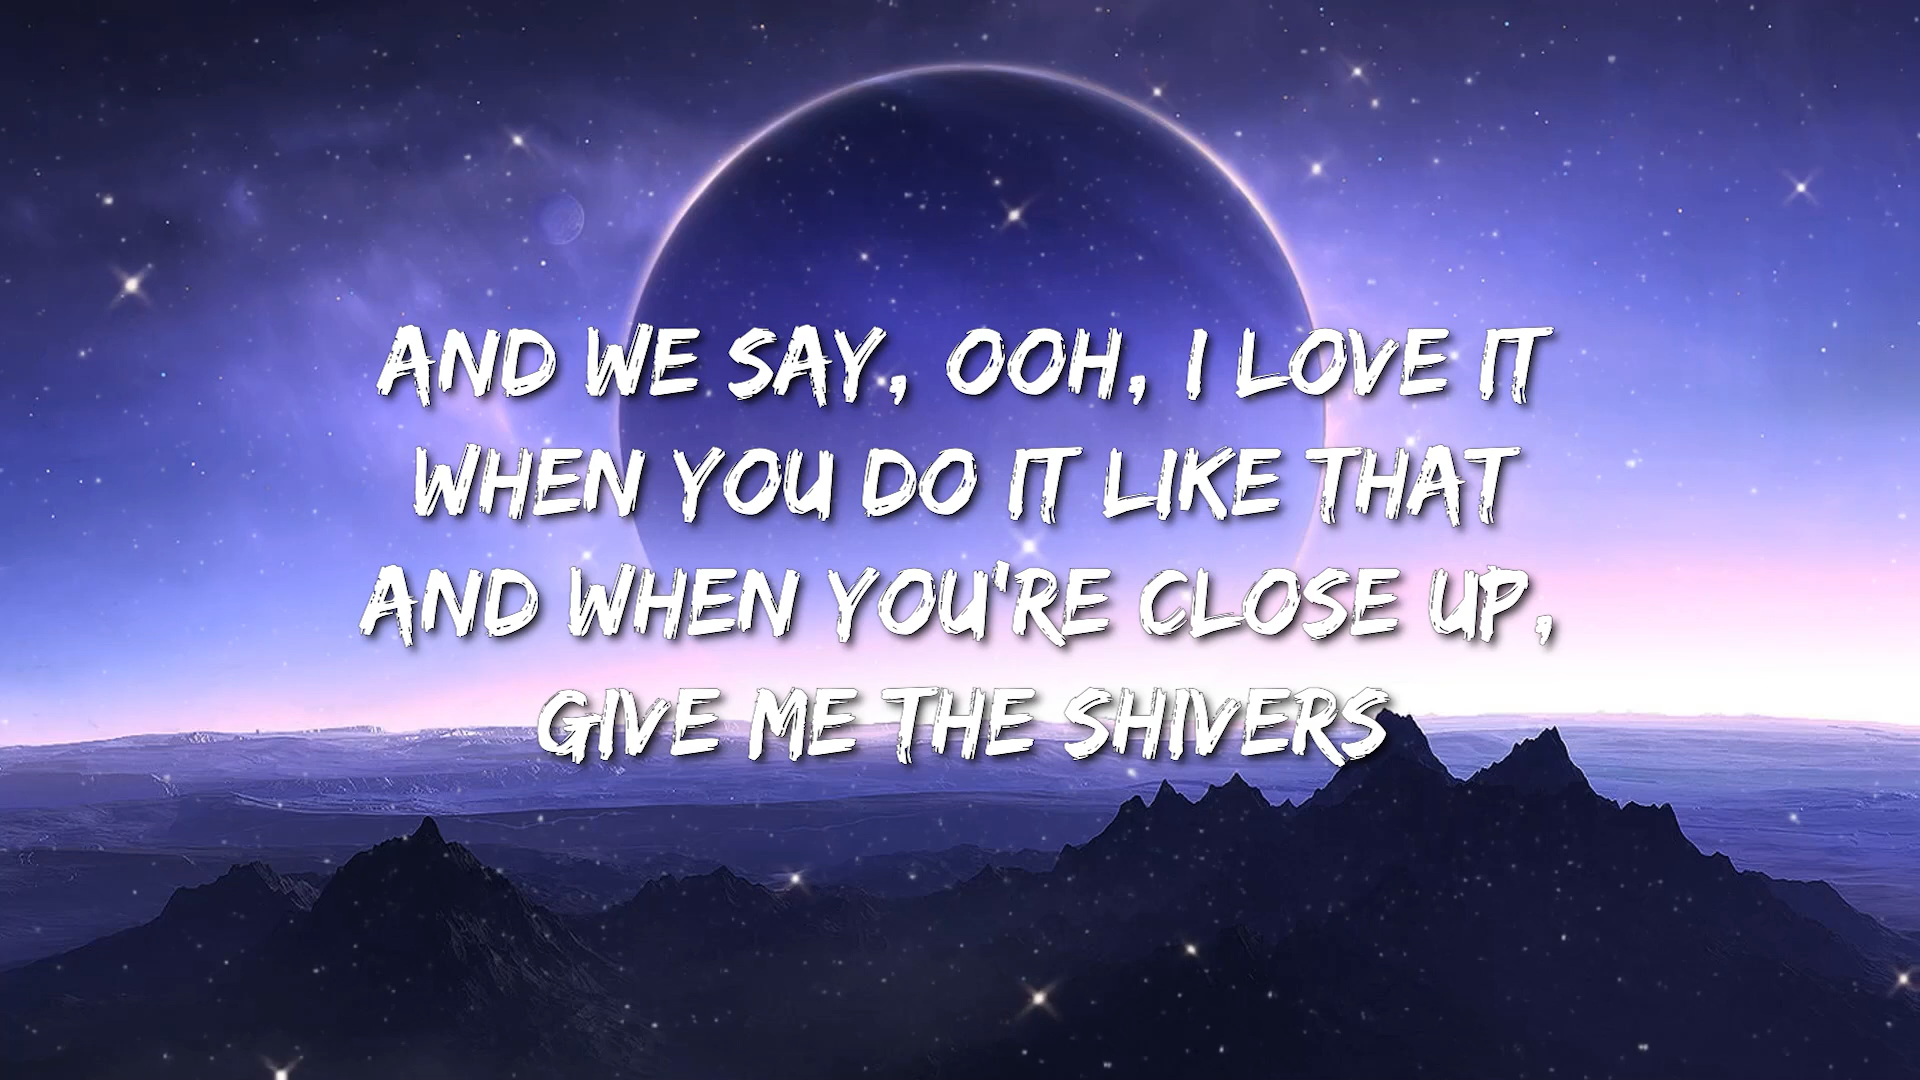 AND WE SAY, OOH, I LOVE IT
WHEN YOU DO IT LIKE THAT
AND WHEN YOU'RE CLOSE UP,
GIVE ME THE SHIVERS